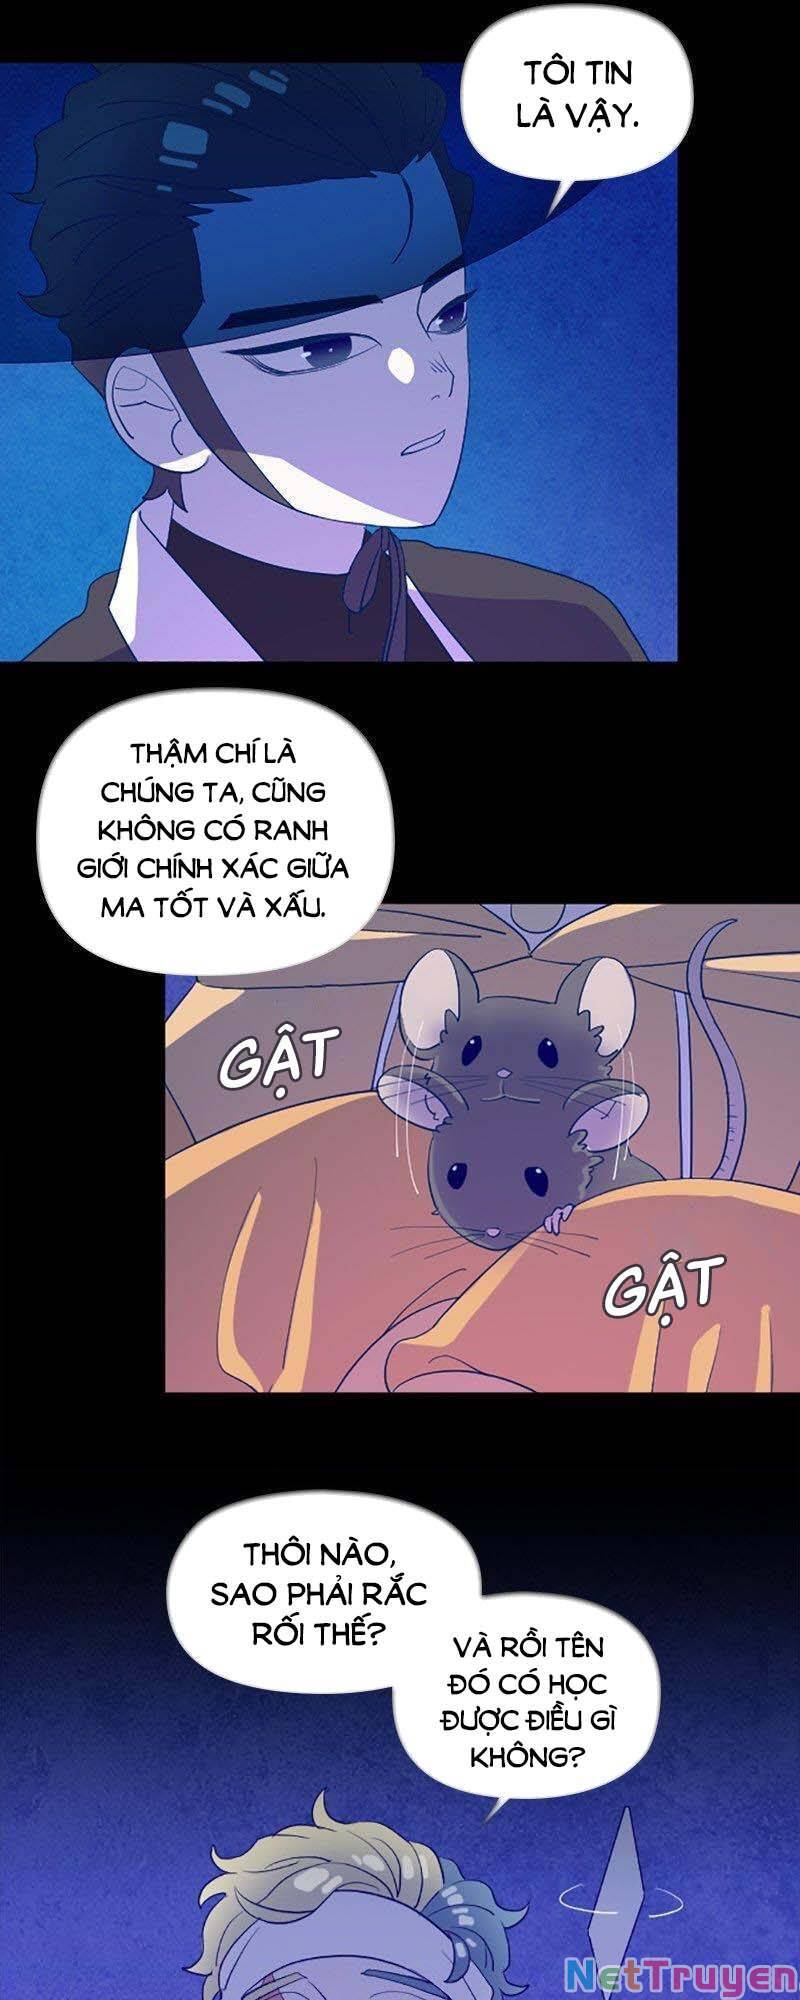 TÔI TIN
LÀ VẬY.
THẬM CHÍ LÀ
CHÚNG TA, CŨNG
KHÔNG CÓ RANH
GIỚI CHÍNH XÁC GIỮA
MA TỐT VÀ XẤU.
GẬT
GẬT
THÔI NÀO,
SAO PHẢI RẮC
RỐI THẾ?
VÀ RỒI TÊN
ĐÓ CÓ HỌC
ĐƯỢC ĐIỀU GÌ
KHÔNG?
NetTruyen